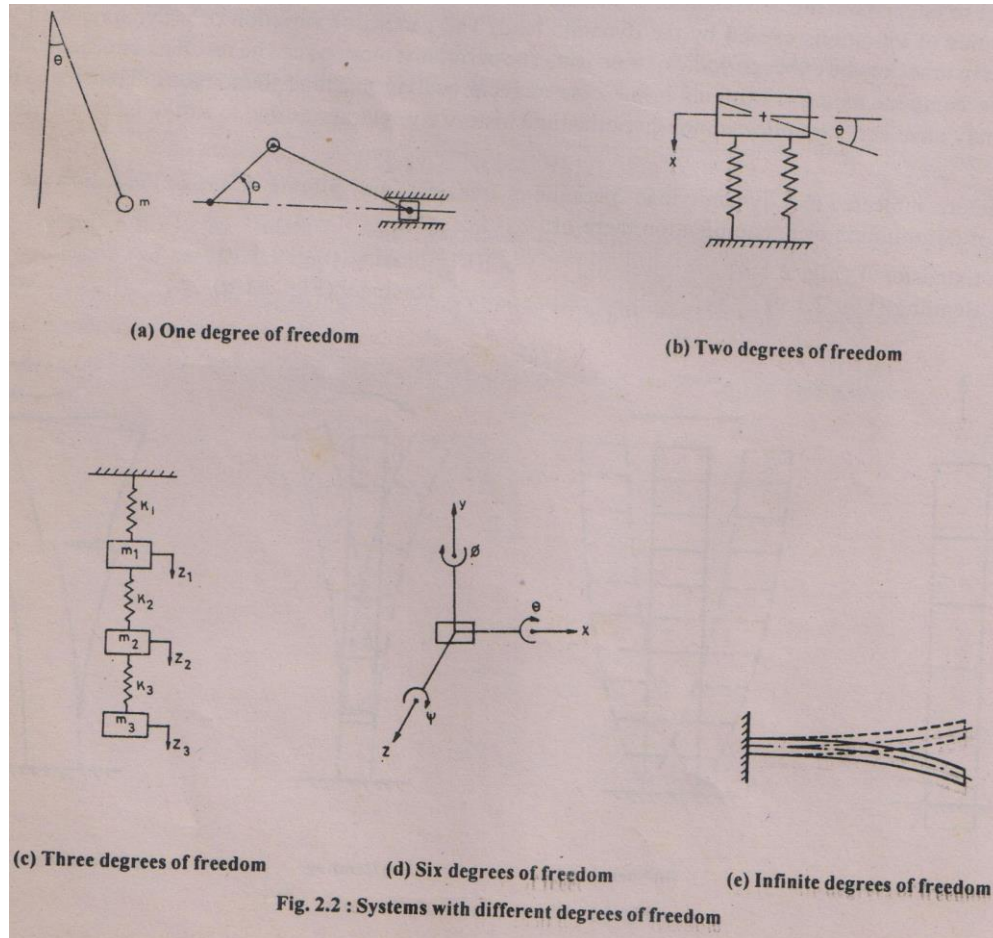 θ
m
θ
(a) One degree of freedom
x
θ
(b) Two degrees of freedom
K1
m1
z1
K2
m2
z2
K3
m3
z3
(c) Three degrees of freedom
y
ø
θ
x
ψ
z
(d) Six degrees of freedom
(e) Infinite degrees of freedom
Fig. 2.2 : Systems with different degrees of freedom